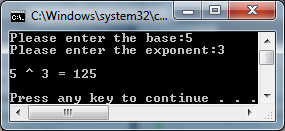 C:\Windows\system32\c...
Please enter the base:5
Please enter the exponent:3
5 ^ 3 = 125
Press any key to continue . . .